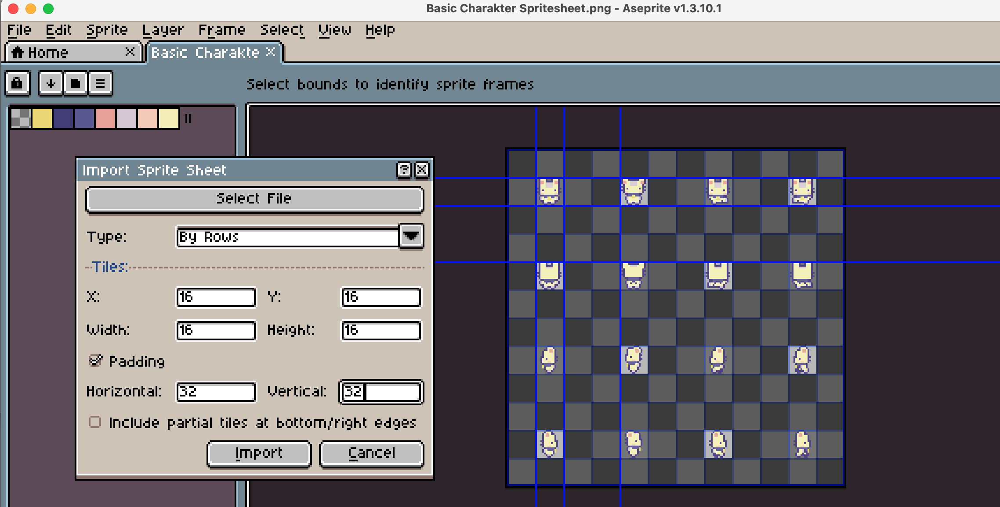 Basic Charakter Spritesheet.png - Aseprite v1.3.10.1
File Edit Sprite Layer Frame Select View Help
Home X Basic Charakte X
Select bounds to identify sprite frames
Import Sprite Sheet ? X
Select File
Type: By Rows
Tiles:
X: 16 Y: 16
Width: 16 Height: 16
Padding
Horizontal: 32 Vertical: 32
Include partial tiles at bottom/right edges
Import Cancel